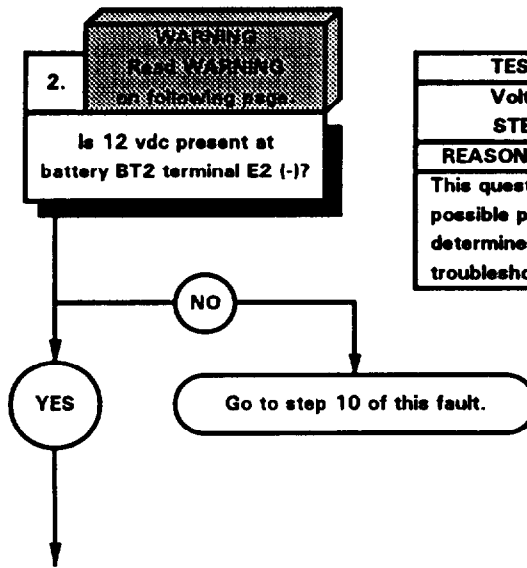 WARNING
Read WARNING
on following page.
2.
Is 12 vdc present at
battery BT2 terminal E2 (-)?
NO
YES
Go to step 10 of this fault.
TES
Volt
STE
REASON
This quest
possible p
determine
troublesho